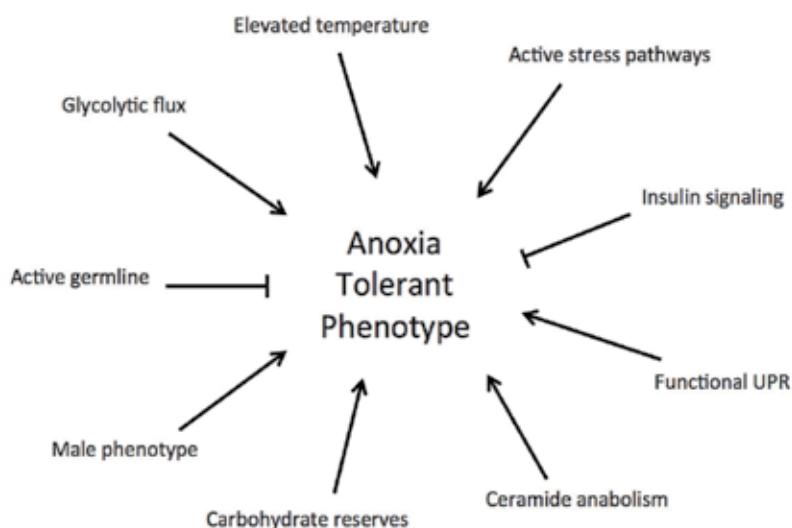 Elevated temperature
Active stress pathways
Glycolytic flux
Insulin signaling
Anoxia
Tolerant
Phenotype
Active germline
Functional UPR
Male phenotype
Ceramide anabolism
Carbohydrate reserves